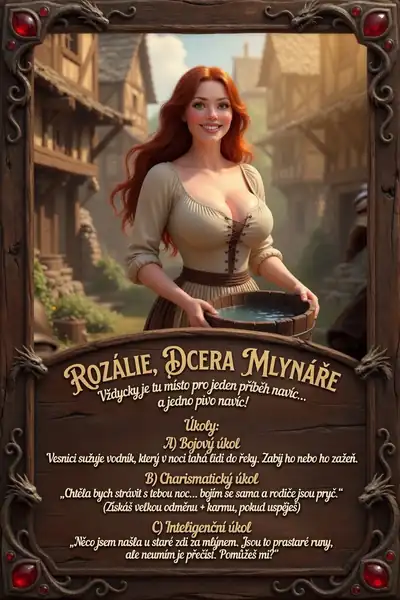 Rozálie, Dcera Mlynáře
Vždycky je tu místo pro jeden příběh navíc...
a jedno pivo navíc!
Úkoly:
A) Bojový úkol
Vesnici sužuje vodník, který v noci tahá lidi do řeky. Zabij ho nebo ho zažeň.
B) Charismatický úkol
„Chtěla bych strávit s tebou noc... bojím se sama a rodiče jsou pryč.“
(Získáš velkou odměnu + karmu, pokud uspěješ)
C) Inteligenční úkol
„Něco jsem našla u staré zdi za mlýnem. Jsou to prastaré runy,
ale neumím je přečísť. Pomůžeš mi?“